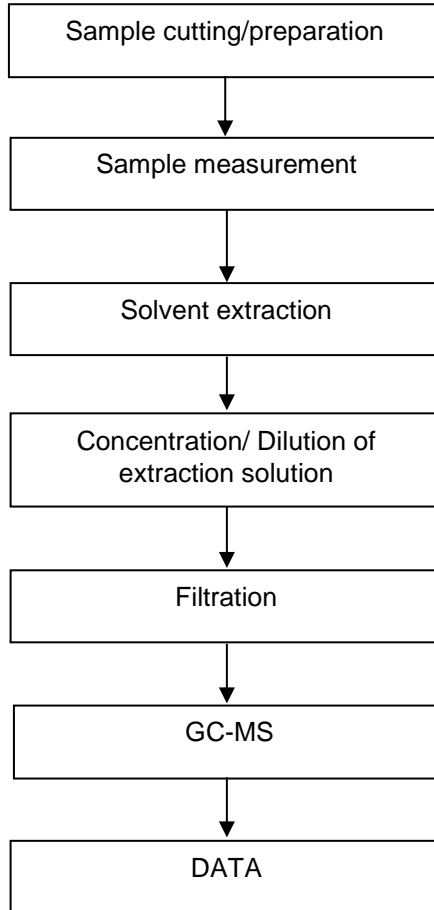 Sample cutting/preparation
Sample measurement
Solvent extraction
Concentration/ Dilution of
extraction solution
Filtration
GC-MS
DATA